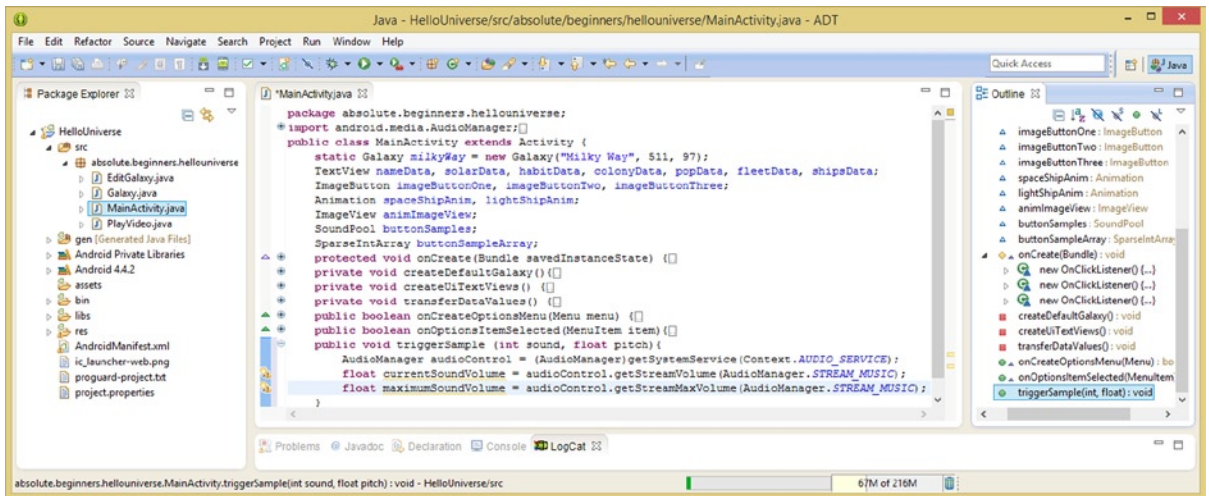 Java - HelloUniverse/src/absolute/beginners/hellouniverse/MainActivity.java - ADT
File Edit Refactor Source Navigate Search Project Run Window Help
Quick Access
Java
Package Explorer
HelloUniverse
src
absolute.beginners.hellouniverse
EditGalaxy.java
Galaxy.java
MainActivity.java
PlayVideo.java
gen [Generated Java Files]
Android Private Libraries
Android 4.4.2
assets
bin
libs
res
AndroidManifest.xml
ic_launcher-web.png
proguard-project.txt
project.properties
*MainActivity.java
package absolute.beginners.hellouniverse;
import android.media.AudioManager;
public class MainActivity extends Activity {
static Galaxy milkyWay = new Galaxy("Milky Way", 511, 97);
TextView nameData, solarData, habitData, colonyData, popData, fleetData, shipsData;
ImageButton imageButtonOne, imageButtonTwo, imageButtonThree;
Animation spaceShipAnim, lightShipAnim;
ImageView animImageView;
SoundPool buttonSamples;
SparseIntArray buttonSampleArray;
protected void onCreate(Bundle savedInstanceState) {
private void createDefaultGalaxy(){
private void createUiTextViews() {
private void transferDataValues() {
public boolean onCreateOptionsMenu(Menu menu) {
public boolean onOptionsItemSelected(MenuItem item){
public void triggerSample (int sound, float pitch){
AudioManager audioControl = (AudioManager)getSystemService(Context.AUDIO_SERVICE);
float currentSoundVolume = audioControl.getStreamVolume(AudioManager.STREAM_MUSIC);
float maximumSoundVolume = audioControl.getStreamMaxVolume(AudioManager.STREAM_MUSIC);
}
Outline
imageButtonOne : ImageButton
imageButtonTwo : ImageButton
imageButtonThree : ImageButton
spaceShipAnim : Animation
lightShipAnim : Animation
animImageView : ImageView
buttonSamples : SoundPool
buttonSampleArray : SparseIntArray
onCreate(Bundle) : void
new OnClickListener() {...}
new OnClickListener() {...}
new OnClickListener() {...}
createDefaultGalaxy() : void
createUiTextViews() : void
transferDataValues() : void
onCreateOptionsMenu(Menu) : bo
onOptionsItemSelected(MenuItem
triggerSample(int, float) : void
Problems @ Javadoc Declaration Console LogCat
absolute.beginners.hellouniverse.MainActivity.triggerSample(int sound, float pitch) : void - HelloUniverse/src
67M of 216M